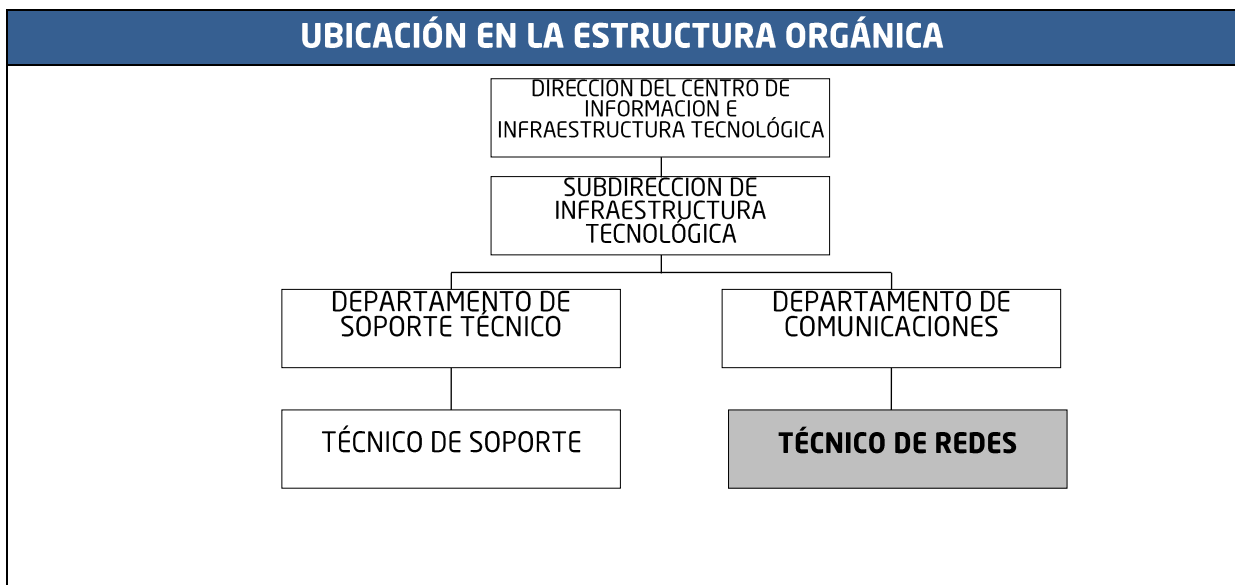 UBICACIÓN EN LA ESTRUCTURA ORGÁNICA
DIRECCION DEL CENTRO DE
INFORMACION E
INFRAESTRUCTURA TECNOLÓGICA
SUBDIRECCION DE
INFRAESTRUCTURA
TECNOLÓGICA
DEPARTAMENTO DE
SOPORTE TÉCNICO
DEPARTAMENTO DE
COMUNICACIONES
TÉCNICO DE SOPORTE
TÉCNICO DE REDES